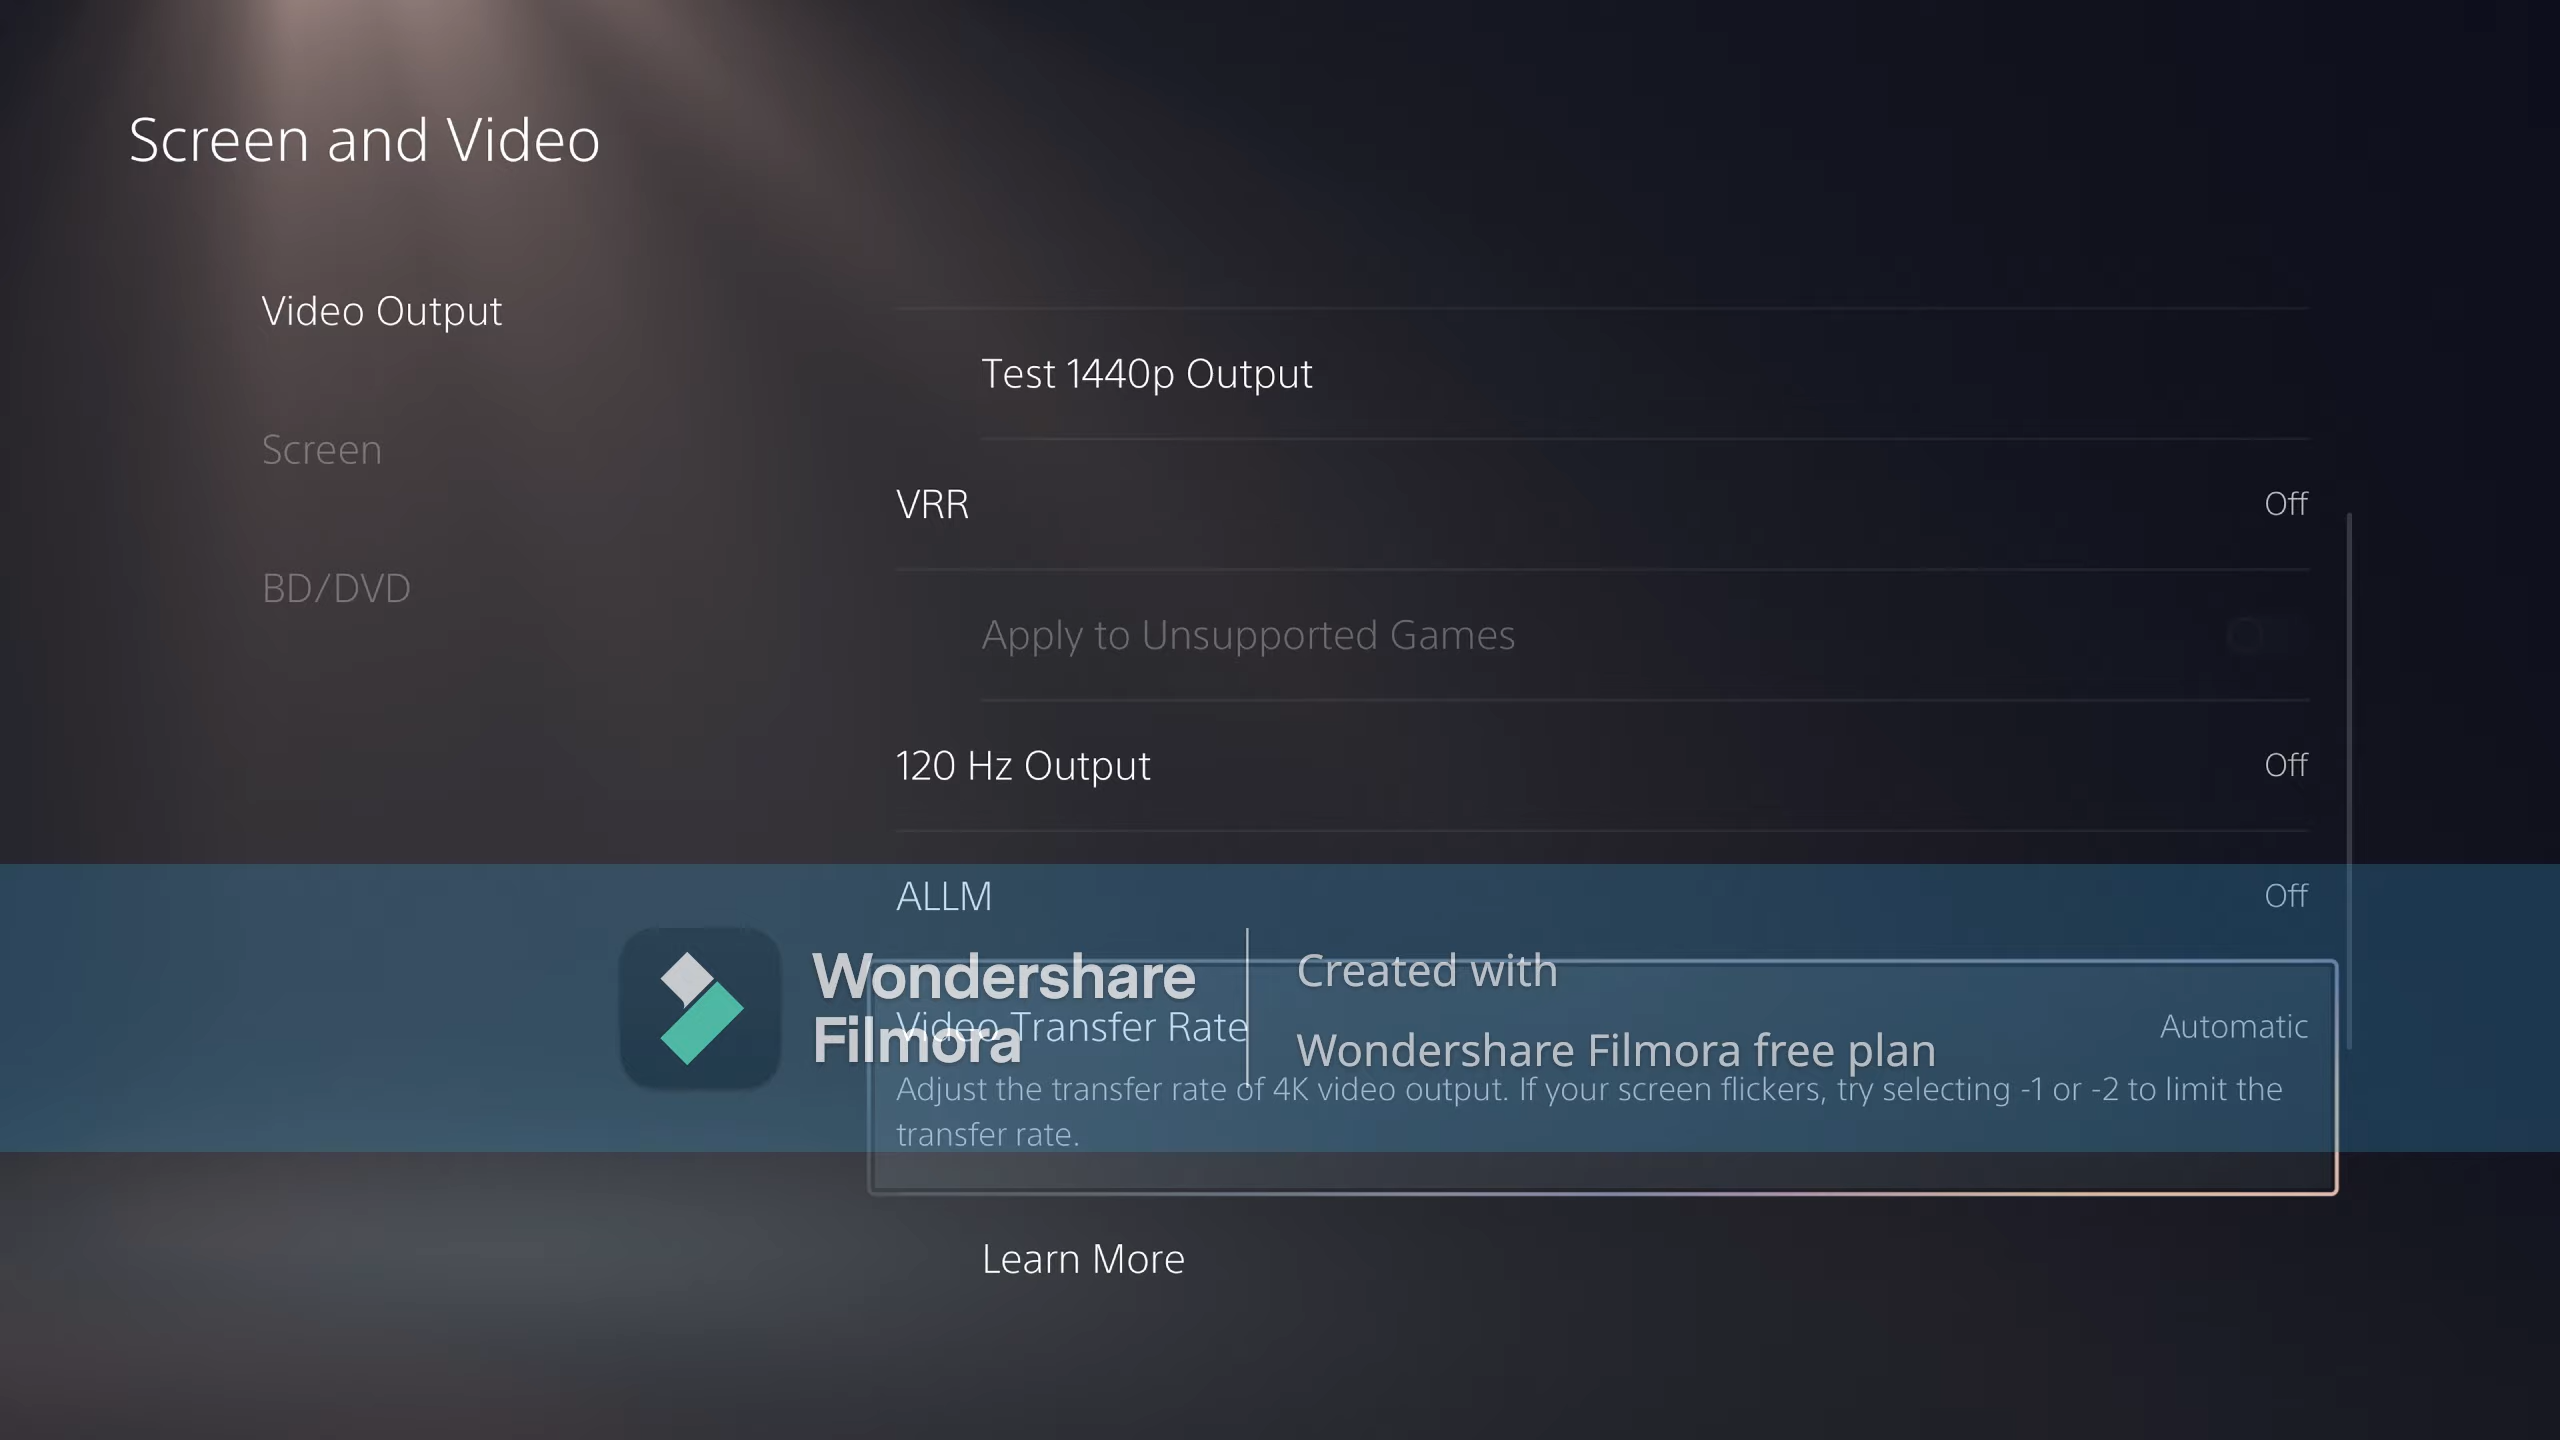 Screen and Video
Video Output
Screen
BD/DVD
Test 1440p Output
VRR
Off
Apply to Unsupported Games
120 Hz Output
Off
ALLM
Off
Wondershare
Filmora
Created with
Wondershare Filmora free plan
Video Transfer Rate
Automatic
Adjust the transfer rate of 4K video output. If your screen flickers, try selecting -1 or -2 to limit the
transfer rate.
Learn More